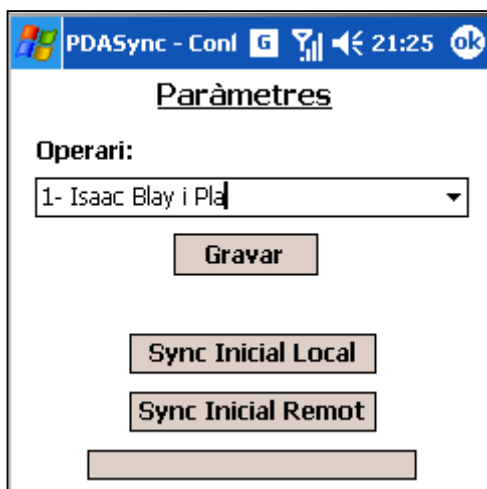 PDASync - Conf G 21:25 ok
Paràmetres
Operari:
1- Isaac Blay i Pla
Gravar
Sync Inicial Local
Sync Inicial Remot